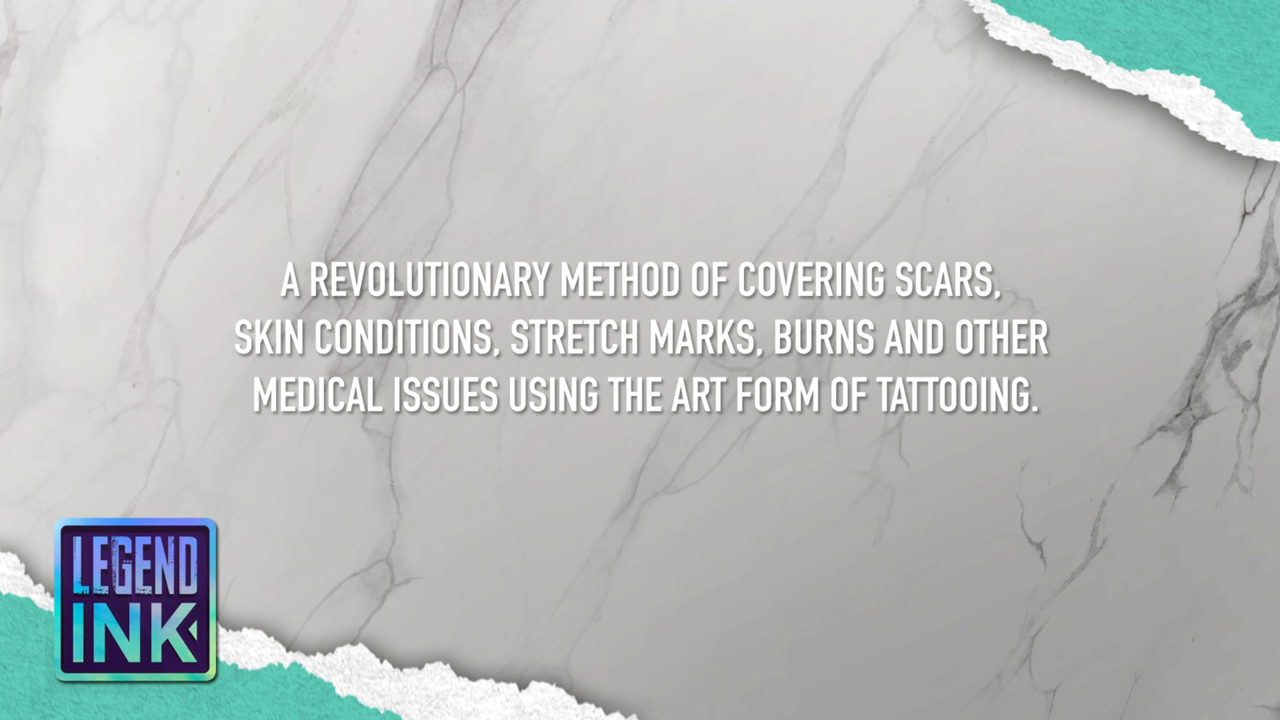 A REVOLUTIONARY METHOD OF COVERING SCARS,
SKIN CONDITIONS, STRETCH MARKS, BURNS AND OTHER
MEDICAL ISSUES USING THE ART FORM OF TATTOOING.
LEGEND
INK